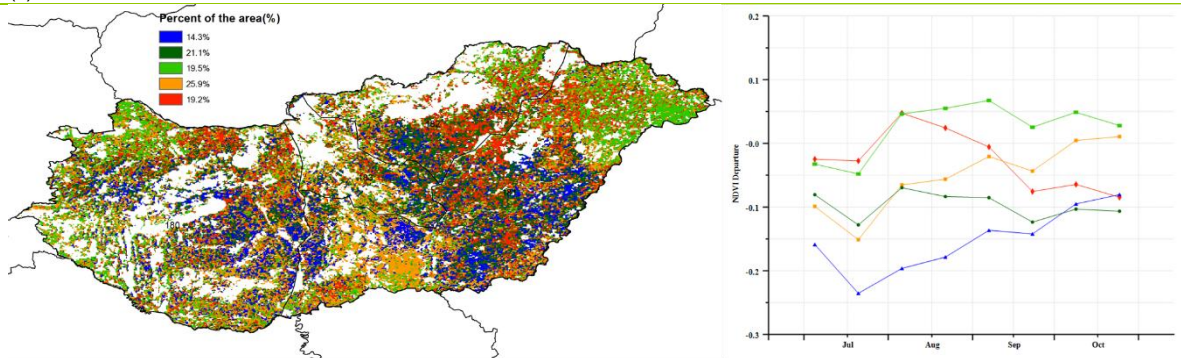 Percent of the area(%)
14.3%
21.1%
19.5%
25.9%
19.2%
NDVI Departure
0.2
0.1
-0.0
-0.1
-0.2
-0.3
Jul
Aug
Sep
Oct